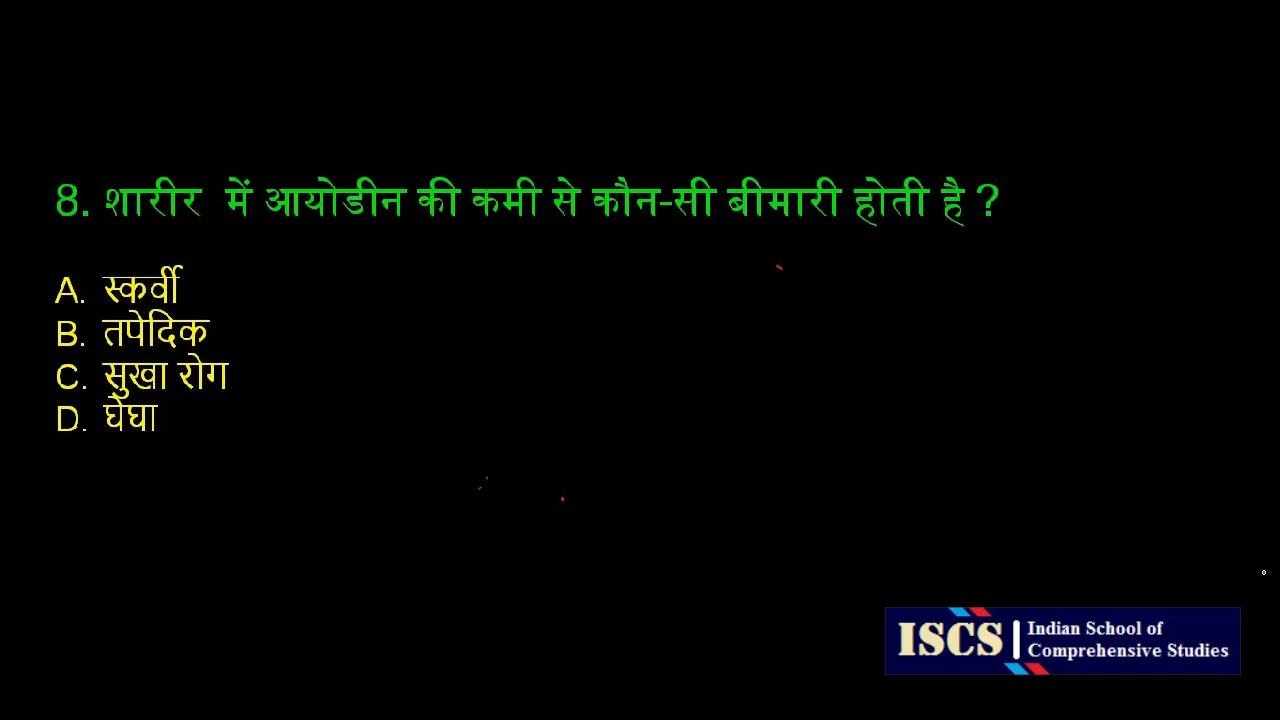 8. शारीर में आयोडीन की कमी से कौन-सी बीमारी होती है ?
A. स्कर्वी
B. तपेदिक
C. सुखा रोग
D. घेघा
ISCS
Indian School of
Comprehensive Studies